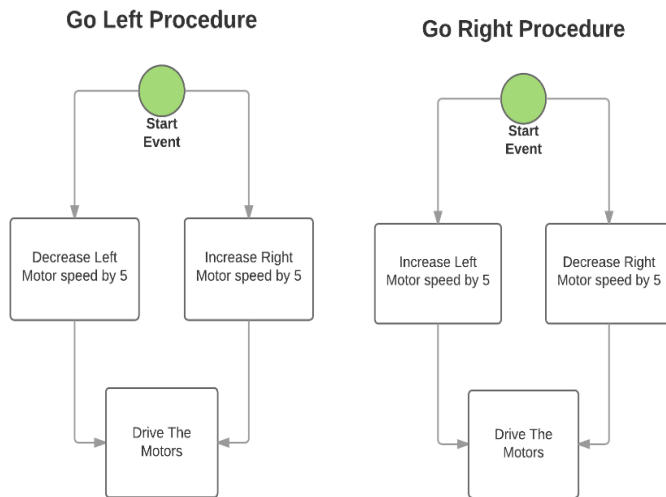 Go Left Procedure
Start
Event
Decrease Left
Motor speed by 5
Increase Right
Motor speed by 5
Drive The
Motors
Go Right Procedure
Start
Event
Increase Left
Motor speed by 5
Decrease Right
Motor speed by 5
Drive The
Motors